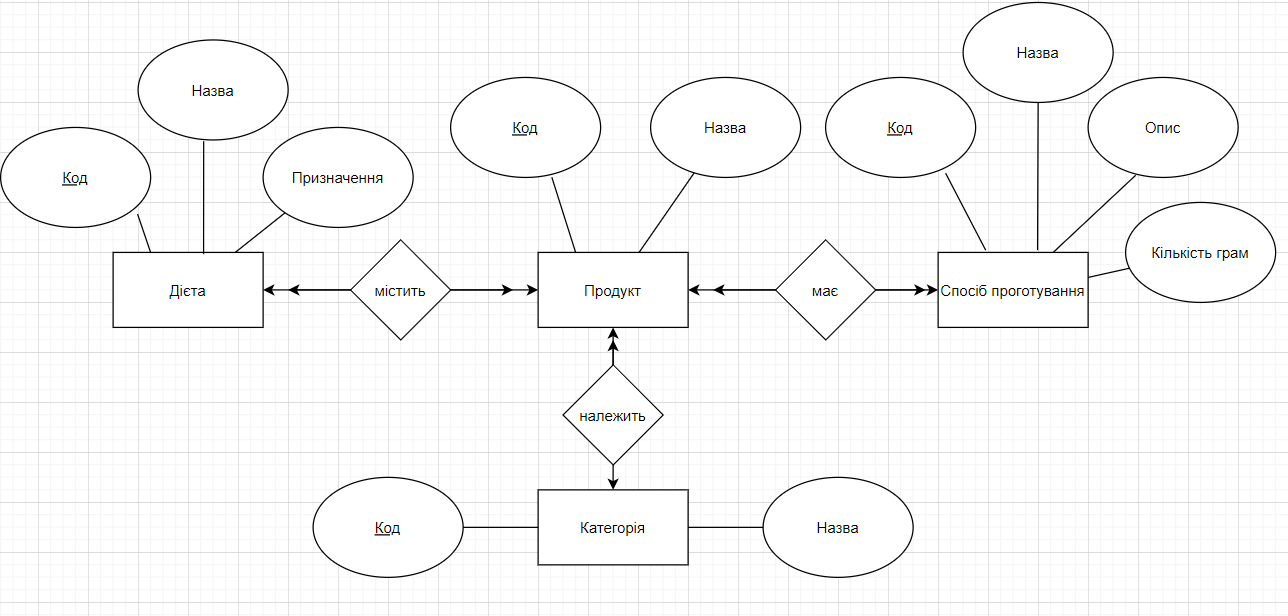 Назва
Код
Призначення
Код
Назва
Код
Назва
Опис
Кількість грам
Дієта
містить
Продукт
має
Спосіб проготування
належить
Код
Категорія
Назва